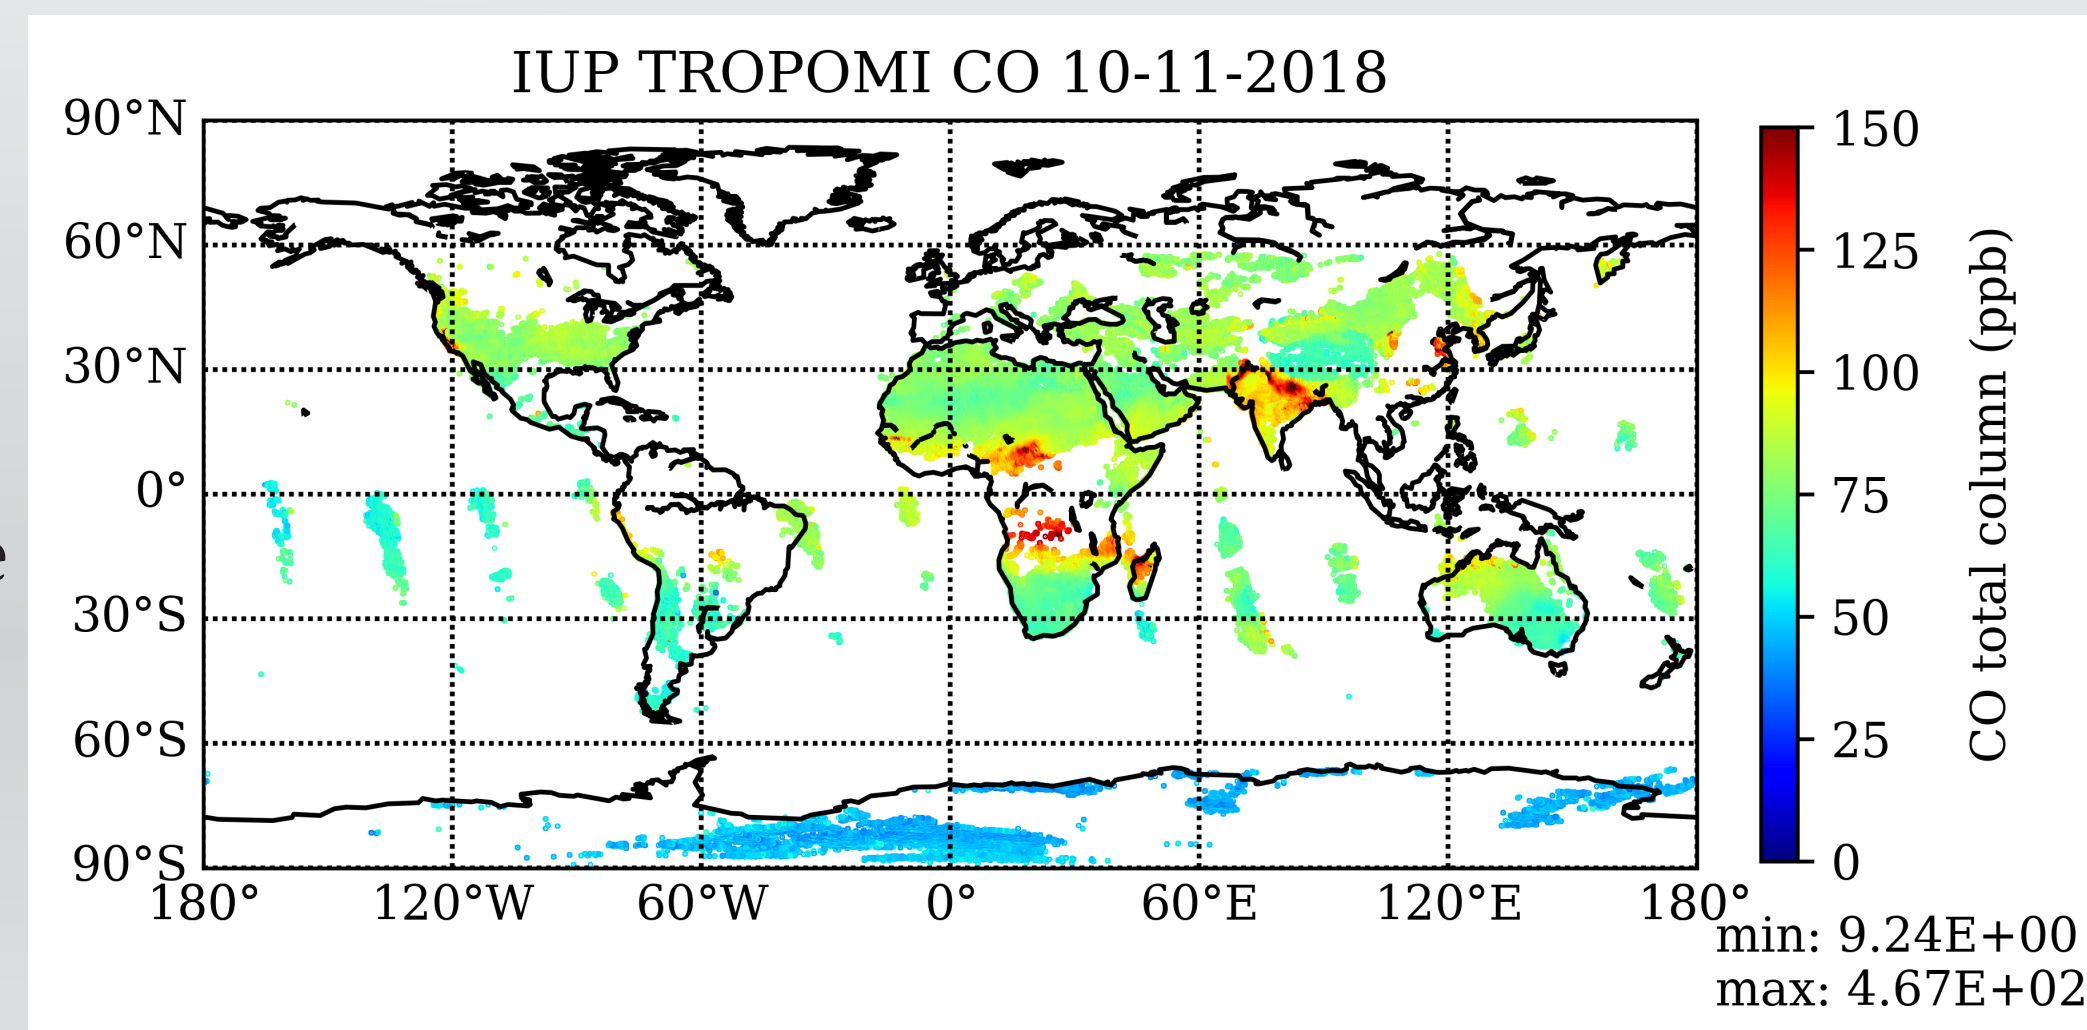 IUP TROPOMI CO 10-11-2018
90°N
60°N
30°N
0°
30°S
60°S
90°S
180° 120°W 60°W 0° 60°E 120°E 180°
150
125
100
75
50
25
0
CO total column (ppb)
min: 9.24E+00
max: 4.67E+02
e